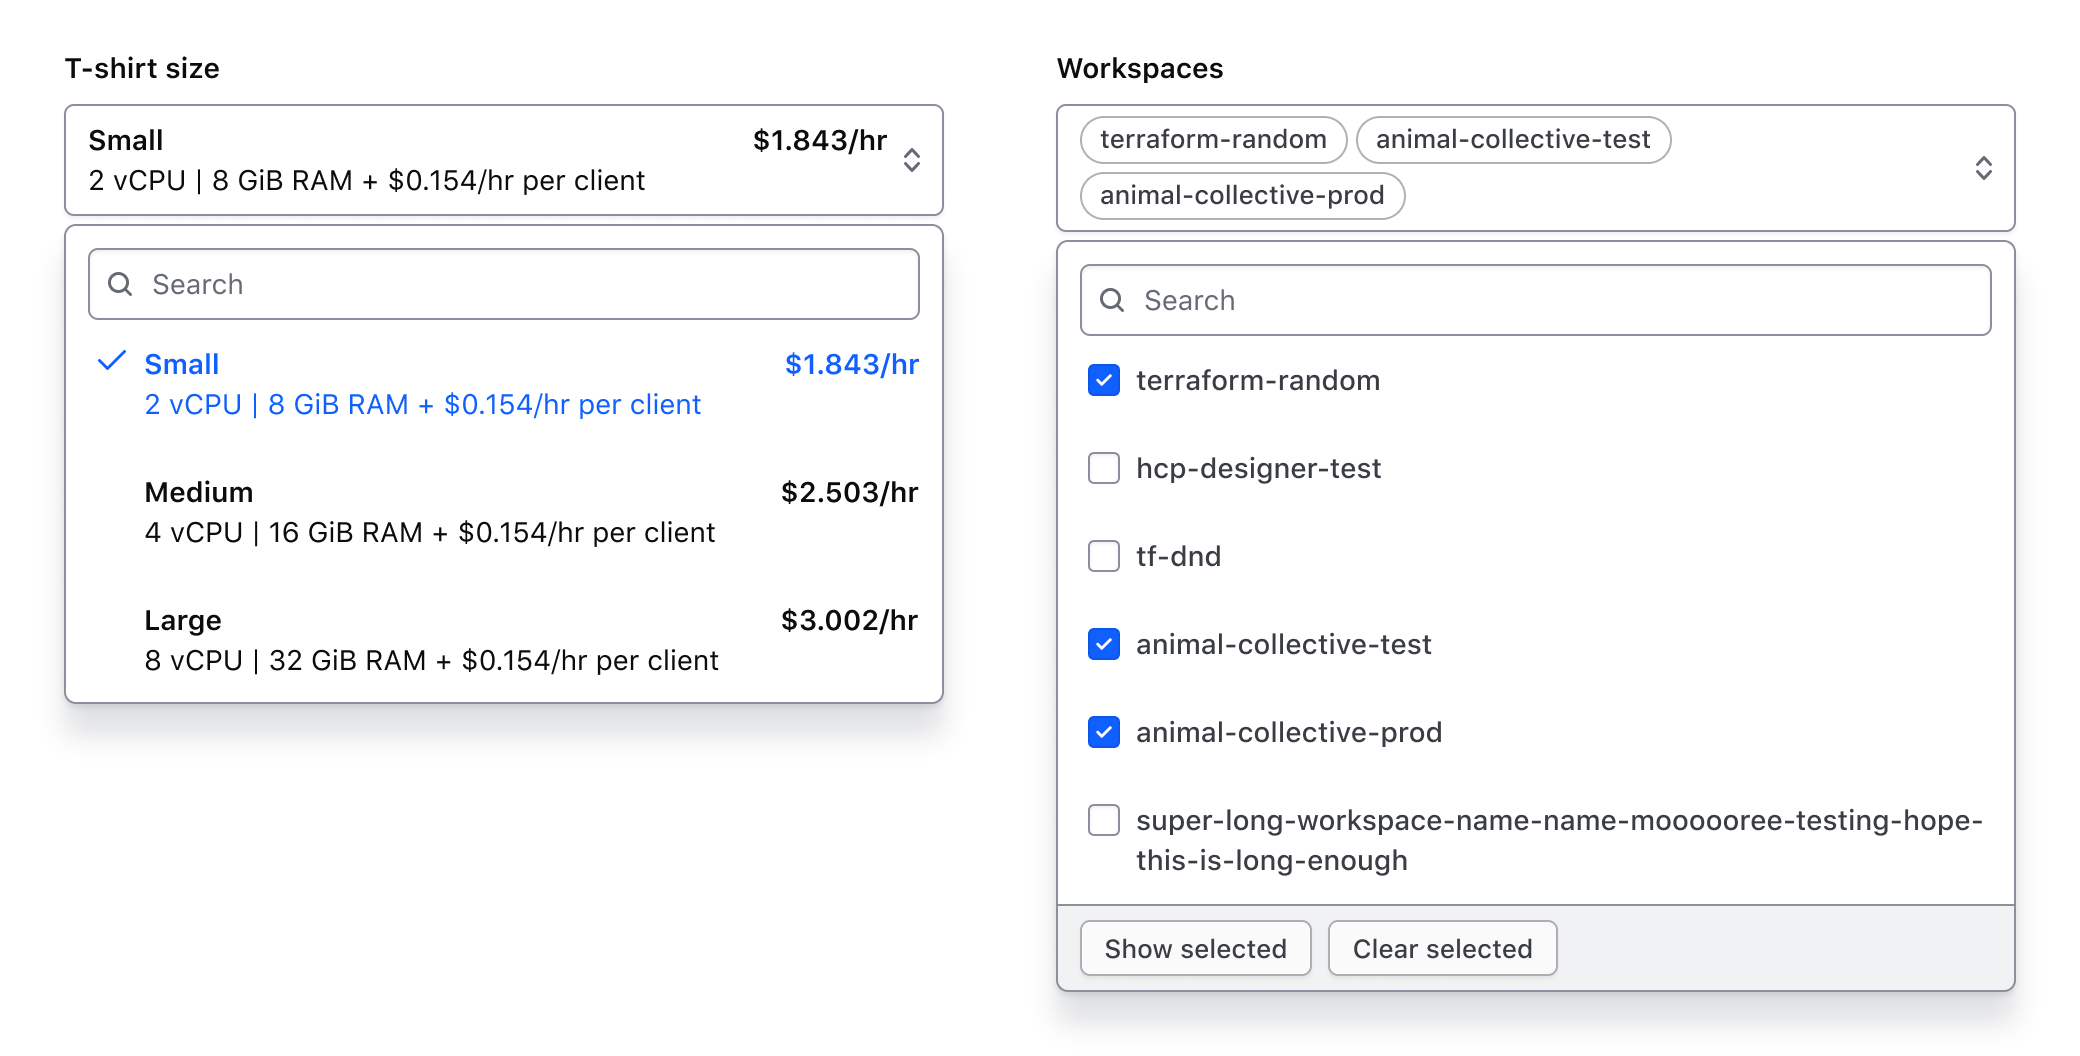 T-shirt size
Small $1.843/hr
2 vCPU | 8 GiB RAM + $0.154/hr per client
Search
Small $1.843/hr
2 vCPU | 8 GiB RAM + $0.154/hr per client
Medium $2.503/hr
4 vCPU | 16 GiB RAM + $0.154/hr per client
Large $3.002/hr
8 vCPU | 32 GiB RAM + $0.154/hr per client
Workspaces
terraform-random animal-collective-test
animal-collective-prod
Search
terraform-random
hcp-designer-test
tf-dnd
animal-collective-test
animal-collective-prod
super-long-workspace-name-name-moooooree-testing-hope-
this-is-long-enough
Show selected Clear selected